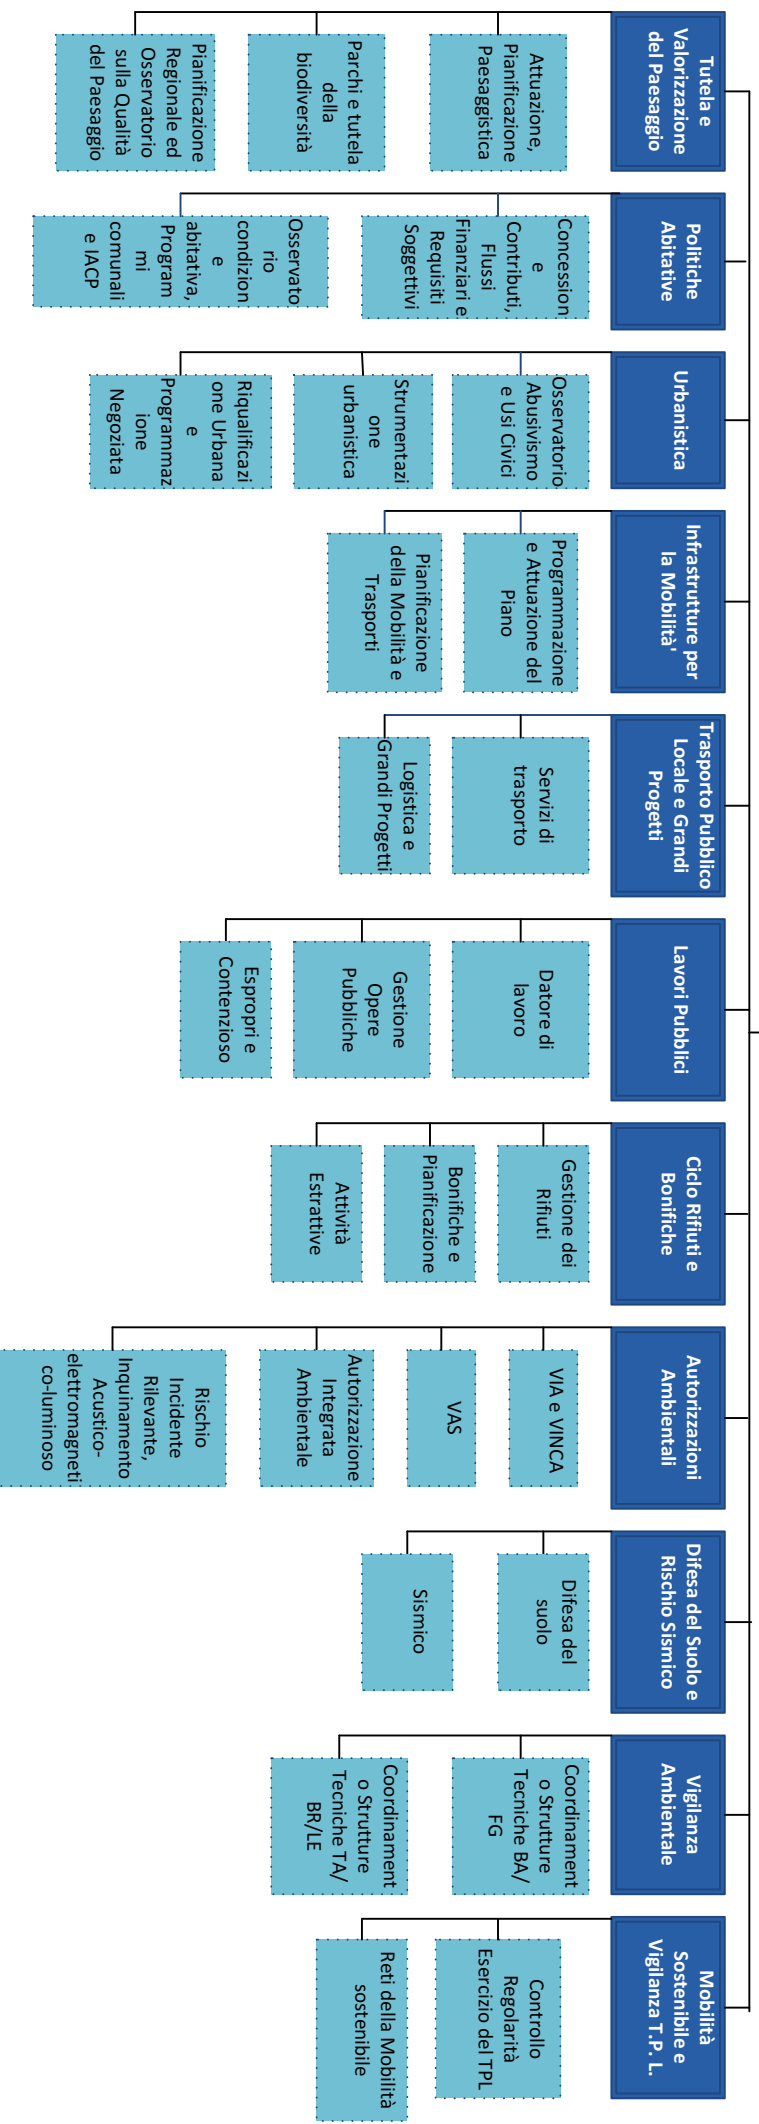 Tutela e
Valorizzazione
del Paesaggio
Attuazione,
Pianificazione
Paesaggistica
Parchi e tutela
della
biodiversità
Pianificazione
Regionale ed
Osservatorio
sulla Qualità
del Paesaggio
Politiche
Abitative
Concession
e
Contributi,
Flussi
Finanziari e
Requisiti
Soggettivi
Osservato
rio
condizion
e
abitativa,
Program
mi
comunali
e IACP
Urbanistica
Osservatorio
Abusivismo
e Usi Civici
Strumentazi
one
urbanistica
Riqualificazi
one Urbana
e
Programmaz
ione
Negoziata
Infrastrutture per
la Mobilità'
Programmazione
e Attuazione del
Piano
Pianificazione
della Mobilità e
Trasporti
Trasporto Pubblico
Locale e Grandi
Progetti
Servizi di
trasporto
Logistica e
Grandi Progetti
Lavori Pubblici
Datore di
lavoro
Gestione
Opere
Pubbliche
Espropri e
Contenzioso
Ciclo Rifiuti e
Bonifiche
Gestione dei
Rifiuti
Bonifiche e
Pianificazione
Attività
Estrattive
Autorizzazioni
Ambientali
VIA e VINCA
VAS
Autorizzazione
Integrata
Ambientale
Rischio
Incidente
Rilevante,
Inquinamento
Acustico-
elettromagneti
co-luminoso
Difesa del Suolo e
Rischio Sismico
Difesa del
suolo
Sismico
Vigilanza
Ambientale
Coordinament
o Strutture
Tecniche BA/
FG
Coordinament
o Strutture
Tecniche TA/
BR/LE
Mobilità
Sostenibile e
Vigilanza T.P. L.
Controllo
Regolarità
Esercizio del TPL
Reti della Mobilità
sostenibile